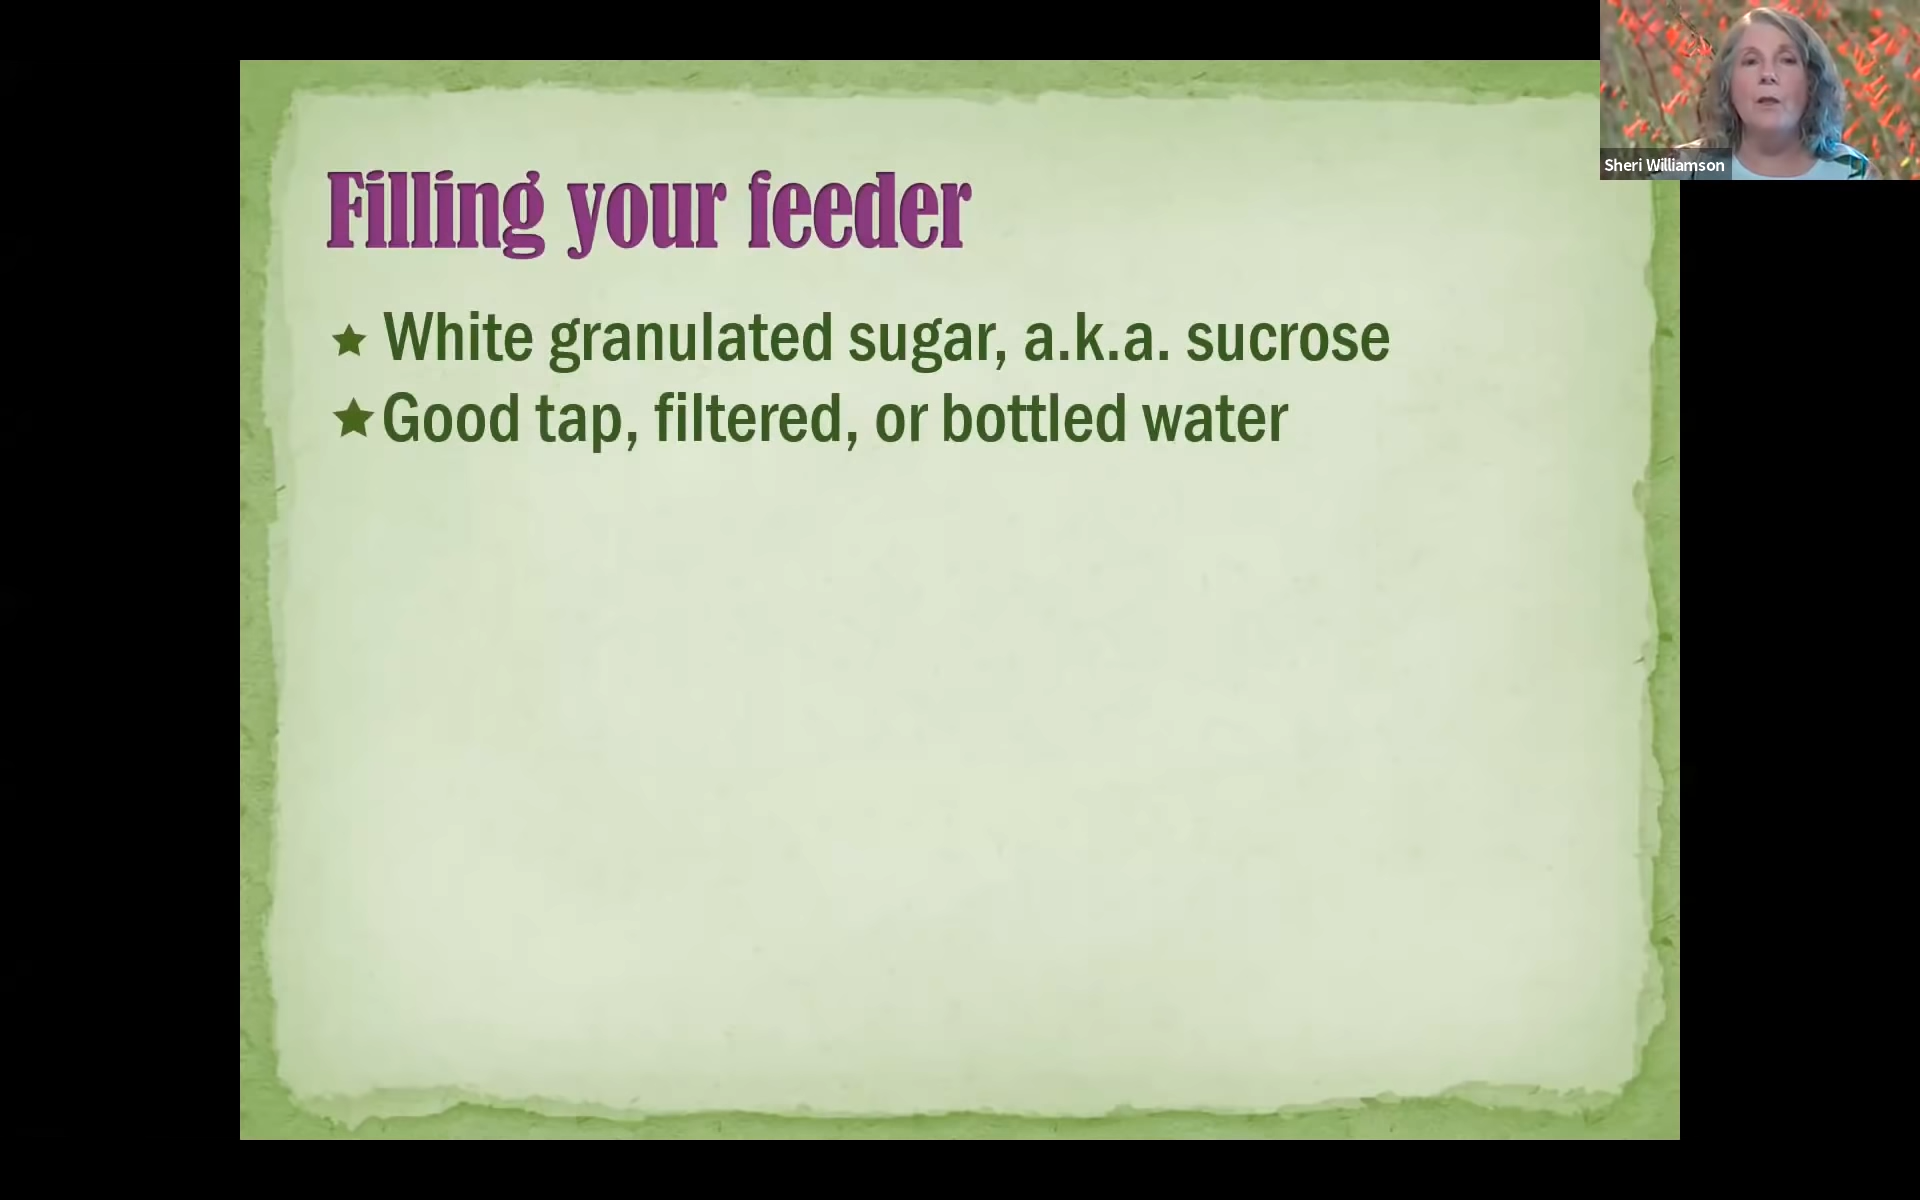 Filling your feeder
White granulated sugar, a.k.a. sucrose
Good tap, filtered, or bottled water
Sheri Williamson